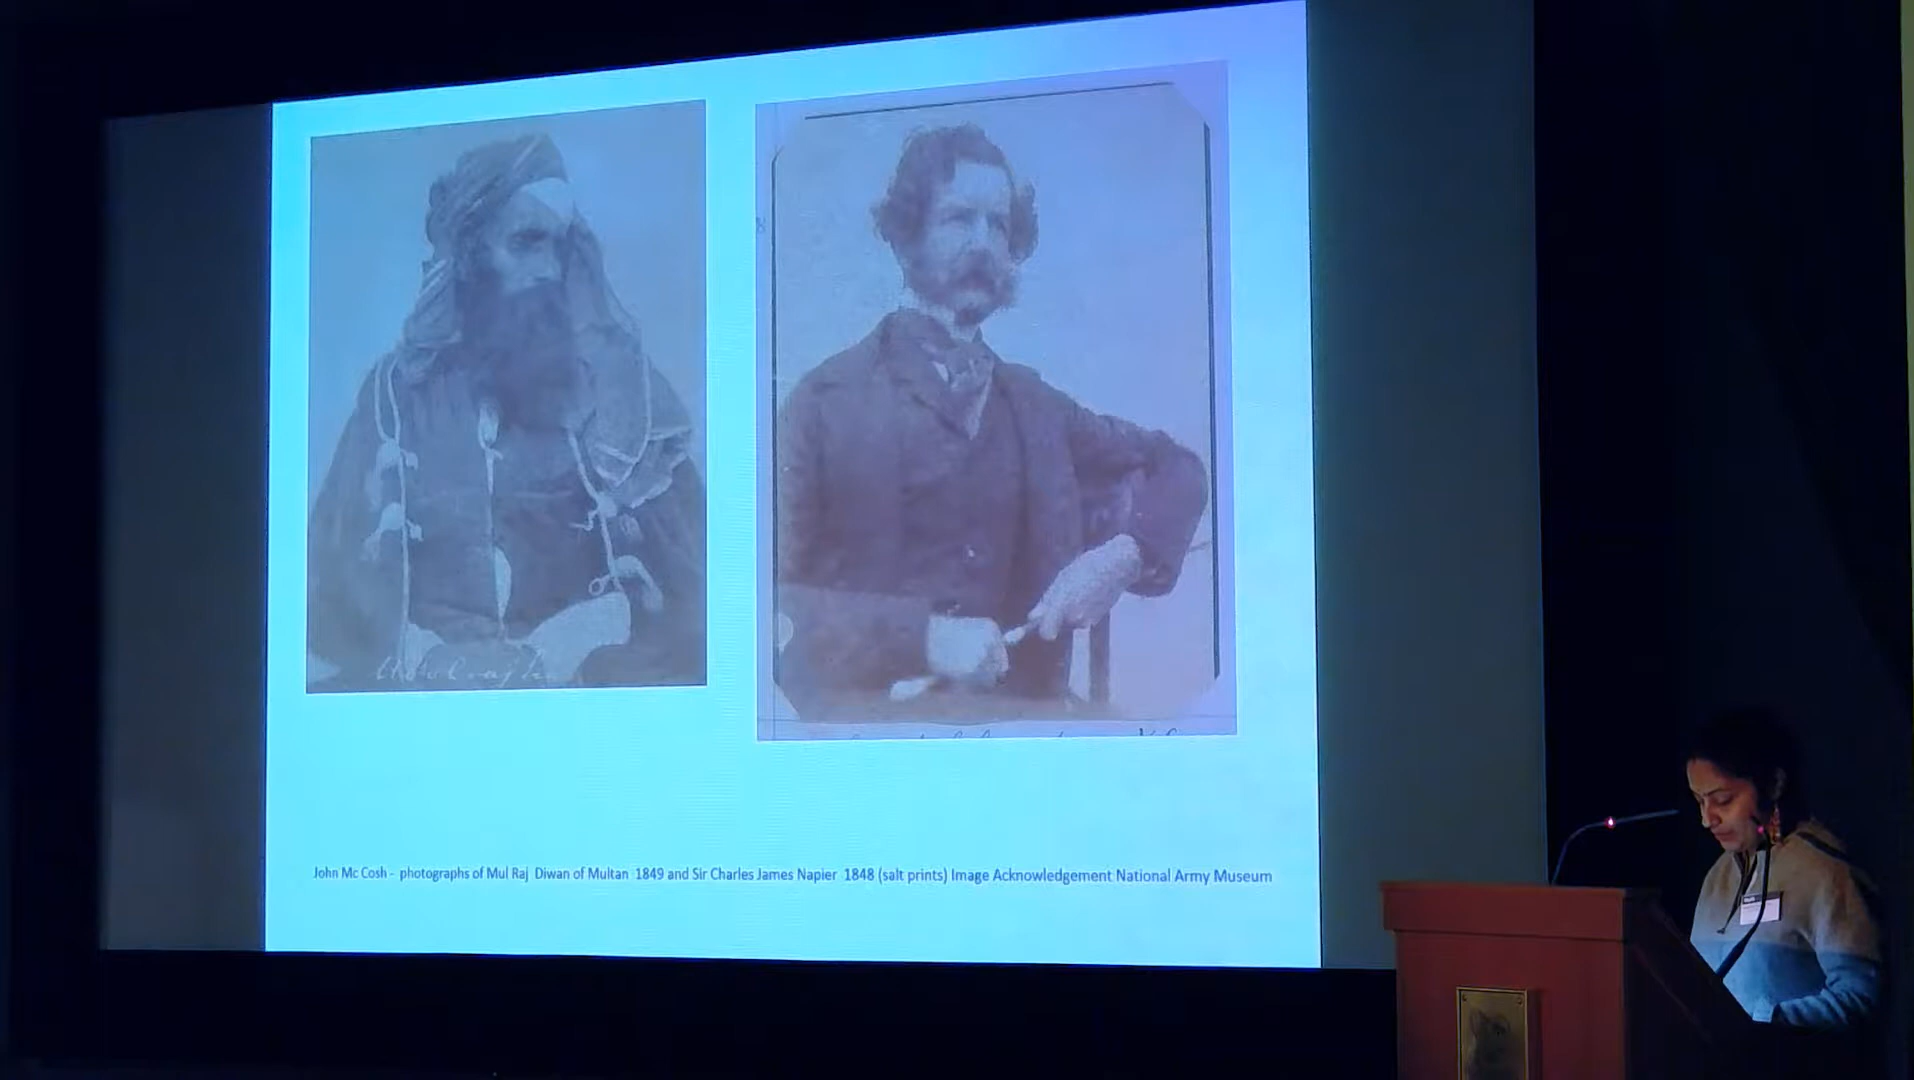 John Mc Cosh - photographs of Mul Raj Diwan of Multan 1849 and Sir Charles James Napier 1848 (salt prints) Image Acknowledgement National Army Museum